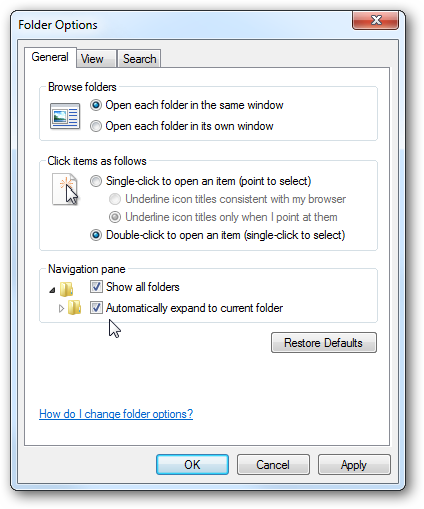 Folder Options
General
View
Search
Browse folders
Open each folder in the same window
Open each folder in its own window
Click items as follows
Single-click to open an item (point to select)
Underline icon titles consistent with my browser
Underline icon titles only when I point at them
Double-click to open an item (single-click to select)
Navigation pane
Show all folders
Automatically expand to current folder
Restore Defaults
How do I change folder options?
OK
Cancel
Apply